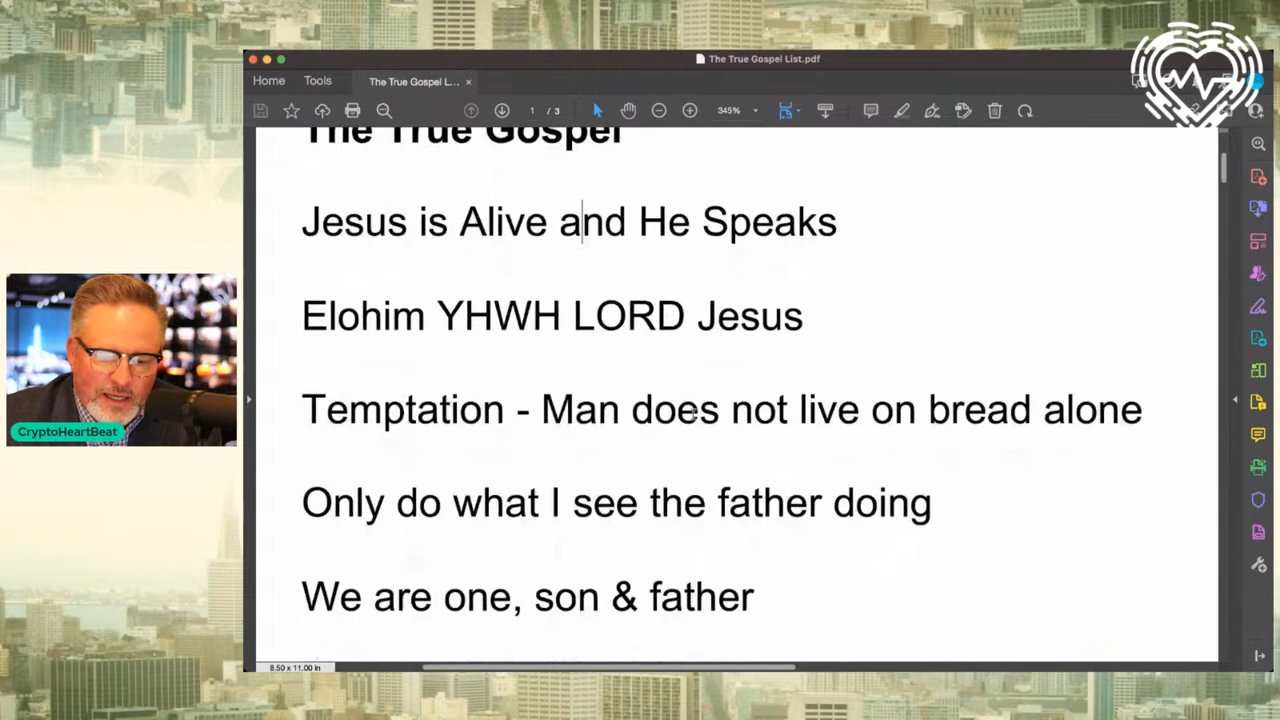 The True Gospel List.pdf
Home Tools The True Gospel L... ×
1 / 3 345%
The True Gospel
Jesus is Alive and He Speaks
Elohim YHWH LORD Jesus
Temptation - Man does not live on bread alone
Only do what I see the father doing
We are one, son & father
CryptoHeartBeat
8.50 x 11.00 in